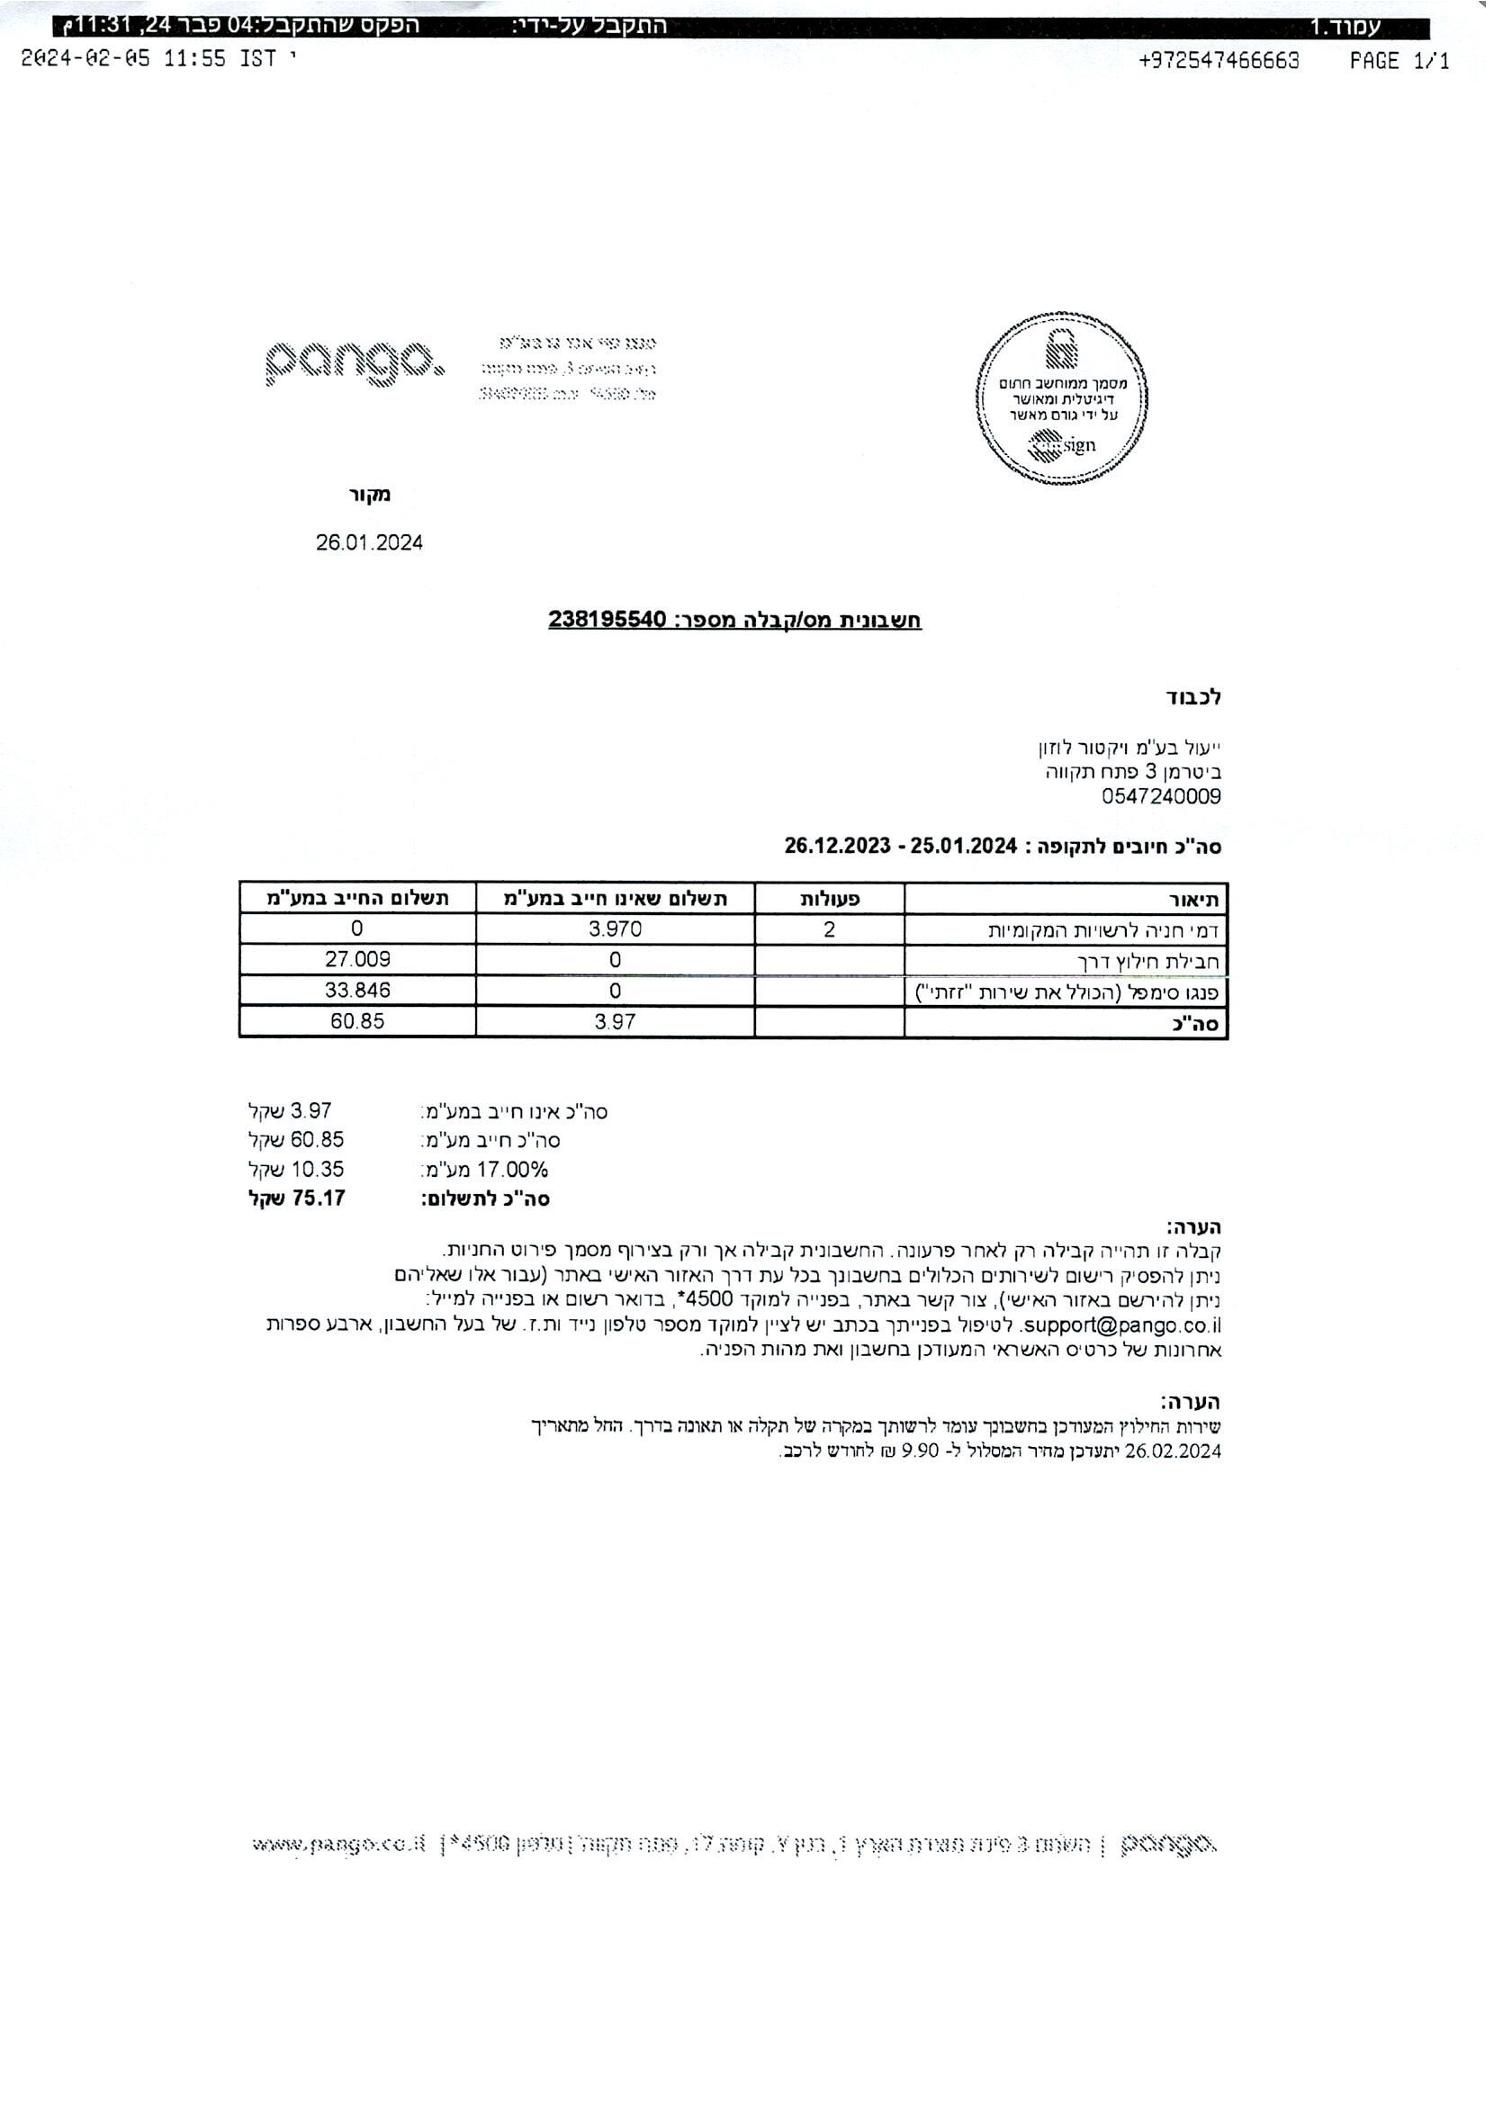 עמוד.1 התקבל על-ידי: הפקס שהתקבל:04 פבר 24, 11:31מ
2024-02-05 11:55 IST +972547466663 PAGE 1/1
pango.
מסמך ממוחשב חתום
דיגיטלית ומאושר
על ידי גורם מאשר
sign
מקור
26.01.2024
חשבונית מס/קבלה מספר: 238195540
לכבוד
ייעול בע"מ ויקטור לוזון
ביטרמן 3 פתח תקווה
0547240009
סה"כ חיובים לתקופה : 25.01.2024 - 26.12.2023
תיאור פעולות תשלום שאינו חייב במע"מ תשלום החייב במע"מ
דמי חניה לרשויות המקומיות 2 3.970 0
חבילת חילוץ דרך 0 27.009
פנגו סימפל (הכולל את שירות "זזתי") 0 33.846
סה"כ 3.97 60.85
סה"כ אינו חייב במע"מ: 3.97 שקל
סה"כ חייב מע"מ: 60.85 שקל
17.00% מע"מ: 10.35 שקל
סה"כ לתשלום: 75.17 שקל
הערה:
קבלה זו תהייה קבילה רק לאחר פרעונה. החשבונית קבילה אך ורק בצירוף מסמך פירוט החניות.
ניתן להפסיק רישום לשירותים הכלולים בחשבונך בכל עת דרך האזור האישי באתר (עבור אלו שאליהם
ניתן להירשם באזור האישי), צור קשר באתר, בפנייה למוקד 4500*, בדואר רשום או בפנייה למייל:
support@pango.co.il. לטיפול בפנייתך בכתב יש לציין למוקד מספר טלפון נייד ות.ז. של בעל החשבון, ארבע ספרות
אחרונות של כרטיס האשראי המעודכן בחשבון ואת מהות הפניה.
הערה:
שירות החילוץ המעודכן בחשבונך עומד לרשותך במקרה של תקלה או תאונה בדרך. החל מתאריך
26.02.2024 יתעדכן מחיר המסלול ל- 9.90 ₪ לחודש לרכב.
pango. | השחם 3 פינת תוצרת הארץ 1, בנין Y, קומה 17, פתח תקווה | טלפון 4500* | www.pango.co.il